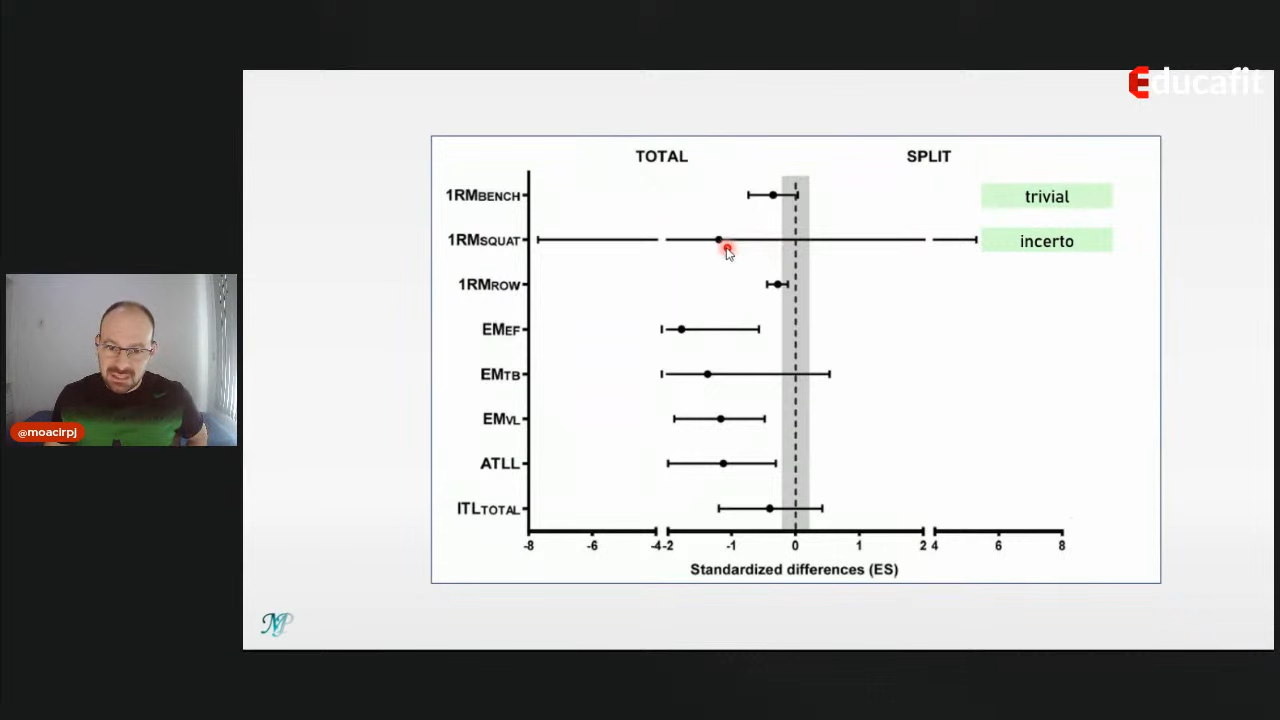 Educafit
TOTAL SPLIT
1RMBENCH trivial
1RMSQUAT incerto
1RMROW
EMEF
EMTB
EMVL
ATLL
ITLTOTAL
-8 -6 -4 -2 -1 0 1 2 4 6 8
Standardized differences (ES)
@moacirpj
MP